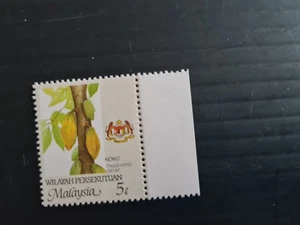 KOKO
Theobroma
cacao
WILAYAH PERSEKUTUAN
Malaysia 5¢